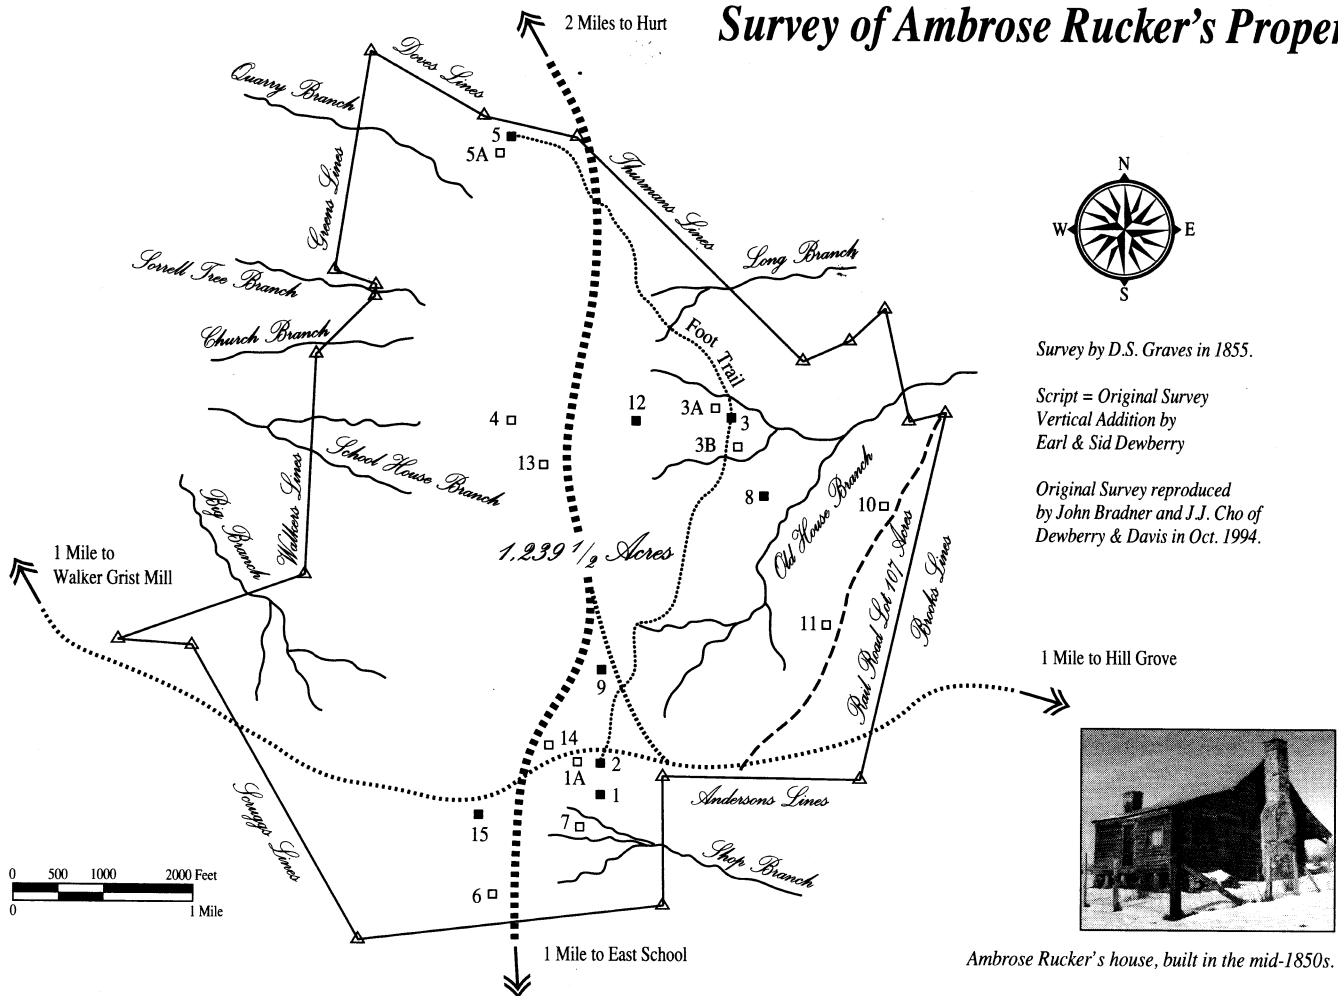 Survey of Ambrose Rucker's Proper
2 Miles to Hurt
Doves Lines
Quarry Branch
5
5A
Thurmans Lines
Greens Lines
N
W
E
S
Sorrell Tree Branch
Long Branch
Church Branch
Foot Trail
Survey by D.S. Graves in 1855.
Script = Original Survey
Vertical Addition by
Earl & Sid Dewberry
Original Survey reproduced
by John Bradner and J.J. Cho of
Dewberry & Davis in Oct. 1994.
4
12
3A
3
3B
13
School House Branch
Walkers Lines
Big Branch
8
10
Old House Branch
1,239 1/2 Acres
1 Mile to
Walker Grist Mill
11
Rail Road Lot 107 Acres
Brooks Lines
1 Mile to Hill Grove
9
14
1A
2
1
Andersons Lines
15
7
Shop Branch
Scruggs Lines
6
0 500 1000 2000 Feet
0 1 Mile
1 Mile to East School
Ambrose Rucker's house, built in the mid-1850s.